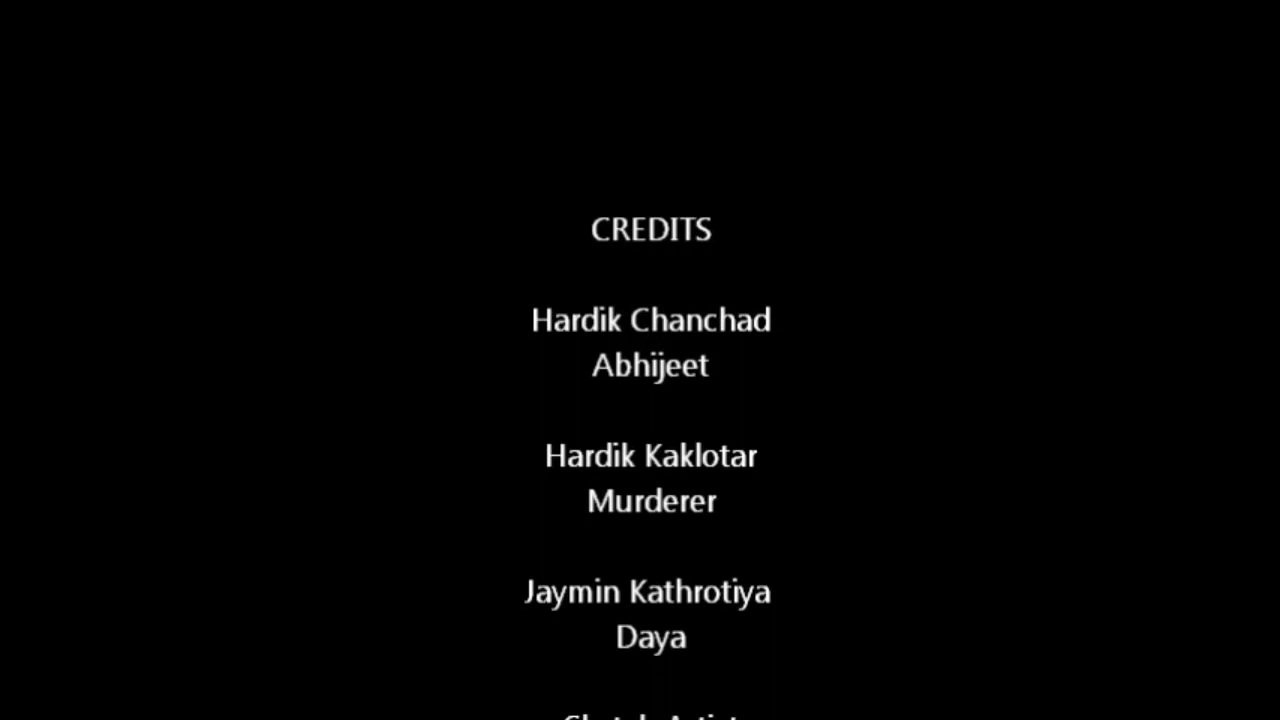 CREDITS
Hardik Chanchad
Abhijeet
Hardik Kaklotar
Murderer
Jaymin Kathrotiya
Daya